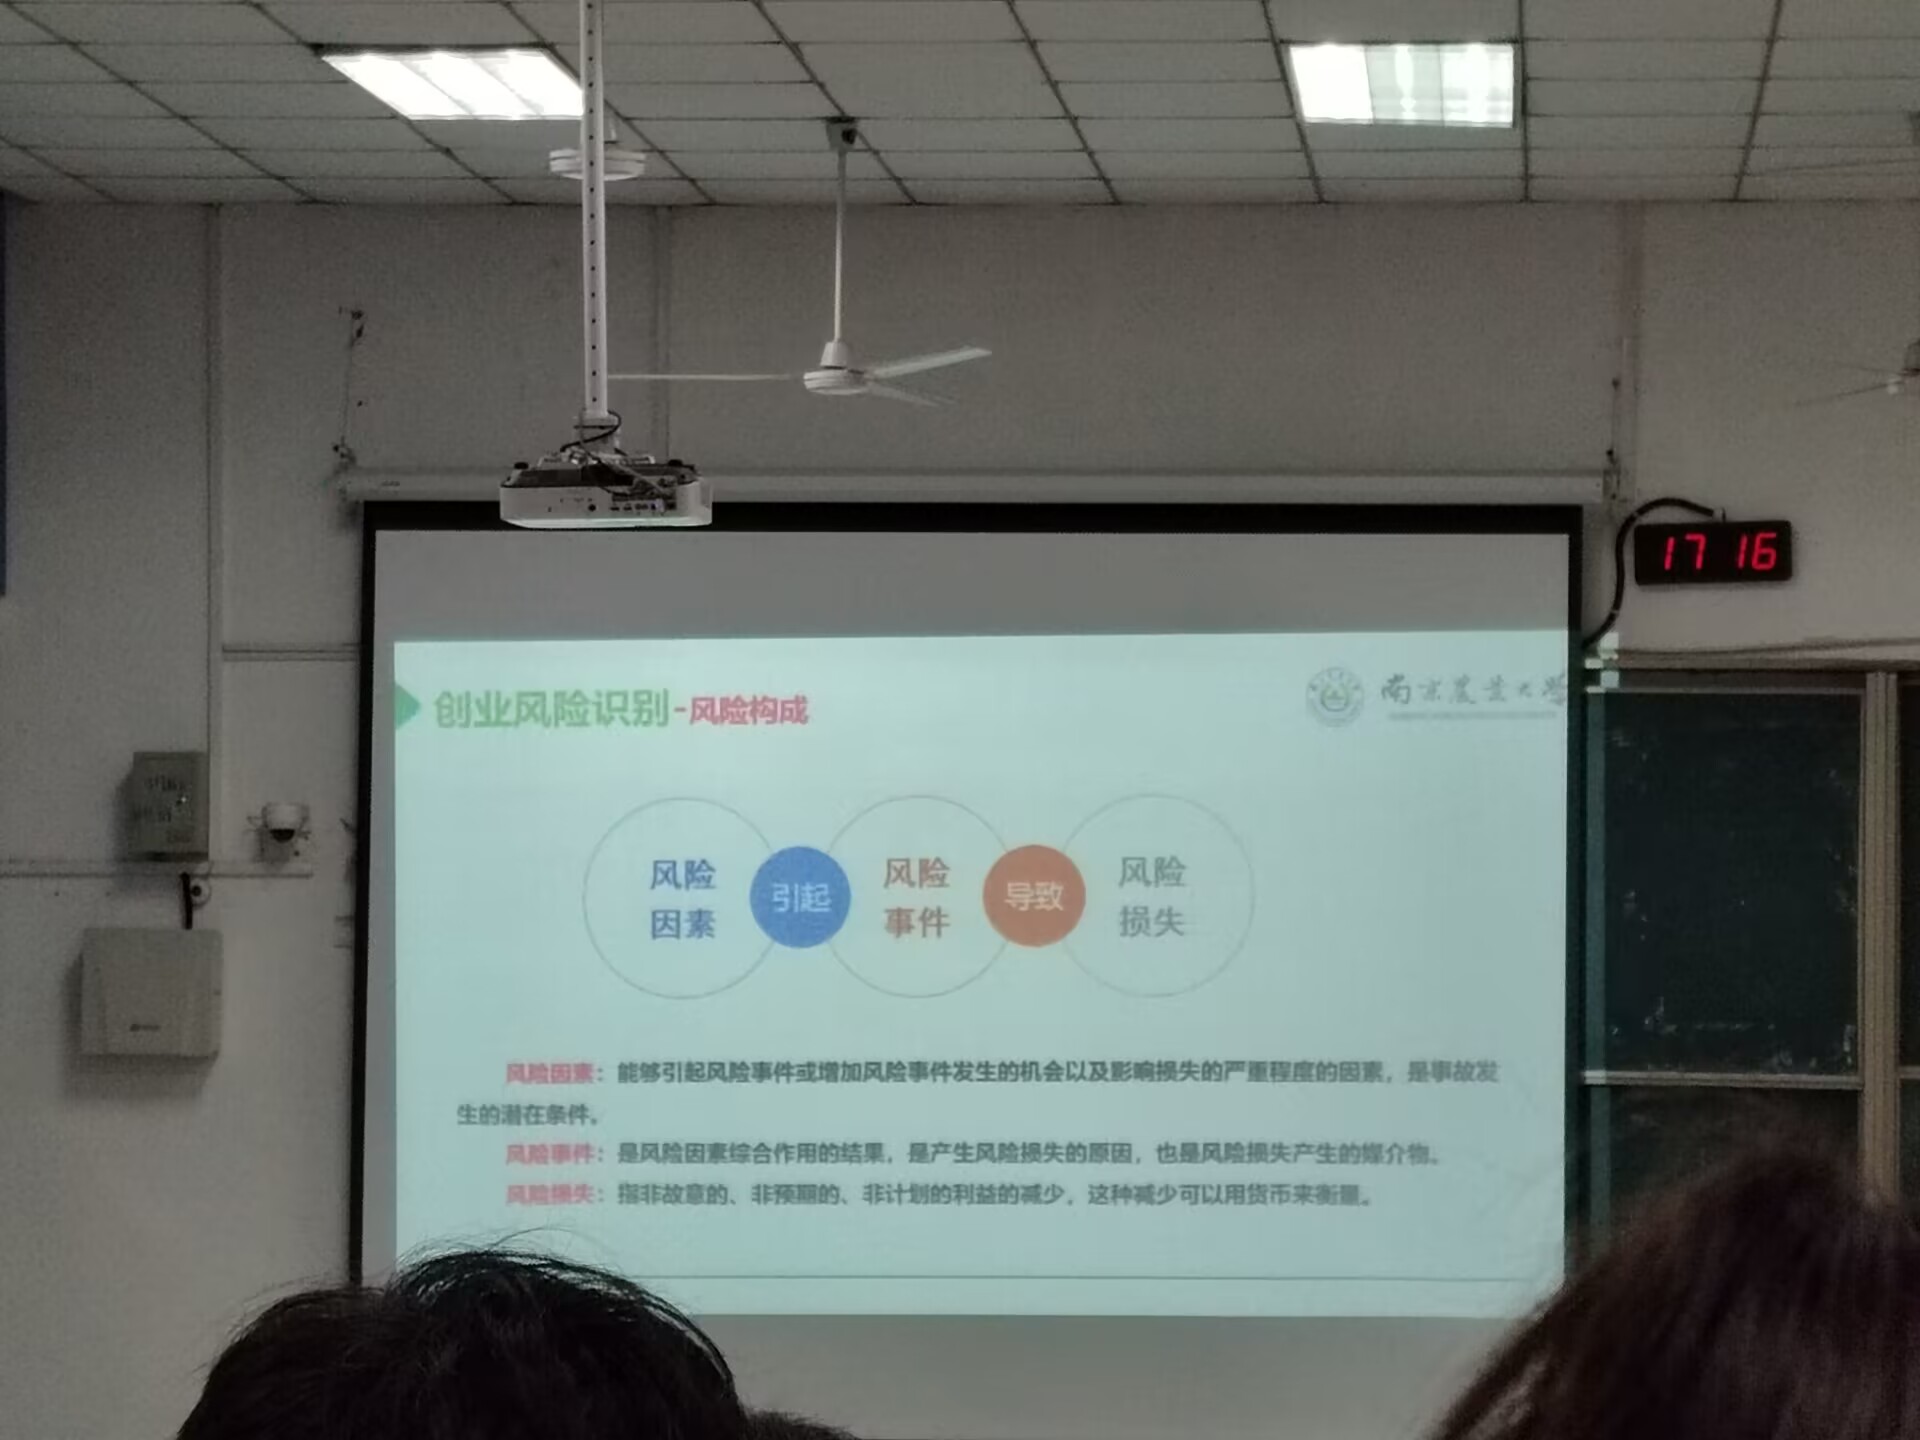 17 16
创业风险识别-风险构成
南京农业大学
风险
因素
引起
风险
事件
导致
风险
损失
风险因素：能够引起风险事件或增加风险事件发生的机会以及影响损失的严重程度的因素，是事故发
生的潜在条件。
风险事件：是风险因素综合作用的结果，是产生风险损失的原因，也是风险损失产生的媒介物。
风险损失：指非故意的、非预期的、非计划的利益的减少，这种减少可以用货币来衡量。